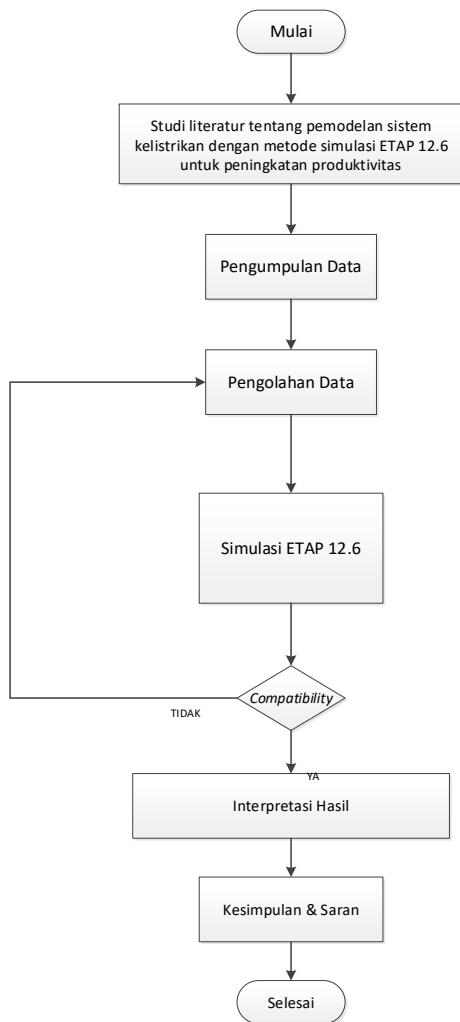 Mulai
Studi literatur tentang pemodelan sistem
kelistrikan dengan metode simulasi ETAP 12.6
untuk peningkatan produktivitas
Pengumpulan Data
Pengolahan Data
Simulasi ETAP 12.6
Compatibility
TIDAK
YA
Interpretasi Hasil
Kesimpulan & Saran
Selesai